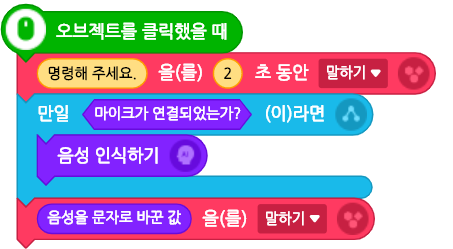 오브젝트를 클릭했을 때
명령해 주세요. 을(를) 2 초 동안 말하기
만일 마이크가 연결되었는가? (이)라면
음성 인식하기
음성을 문자로 바꾼 값 을(를) 말하기